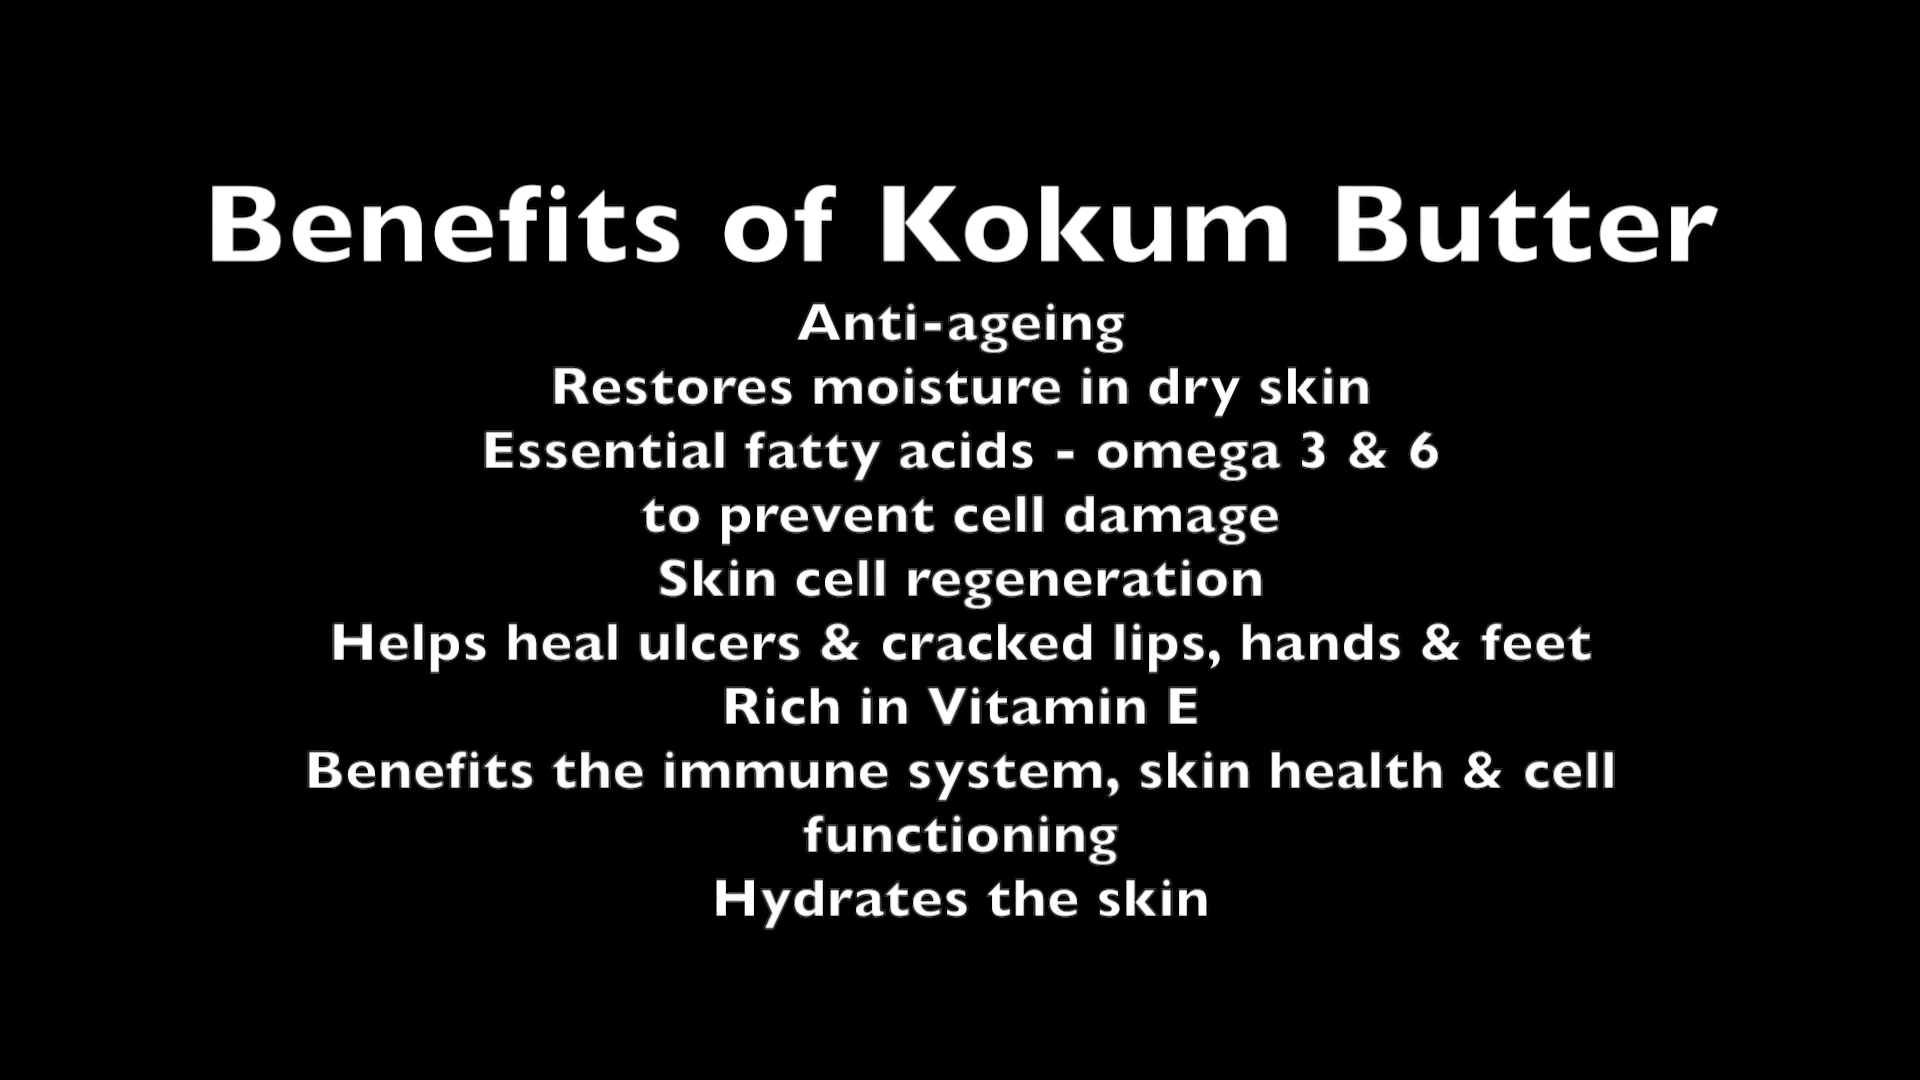 Benefits of Kokum Butter
Anti-ageing
Restores moisture in dry skin
Essential fatty acids - omega 3 & 6
to prevent cell damage
Skin cell regeneration
Helps heal ulcers & cracked lips, hands & feet
Rich in Vitamin E
Benefits the immune system, skin health & cell
functioning
Hydrates the skin